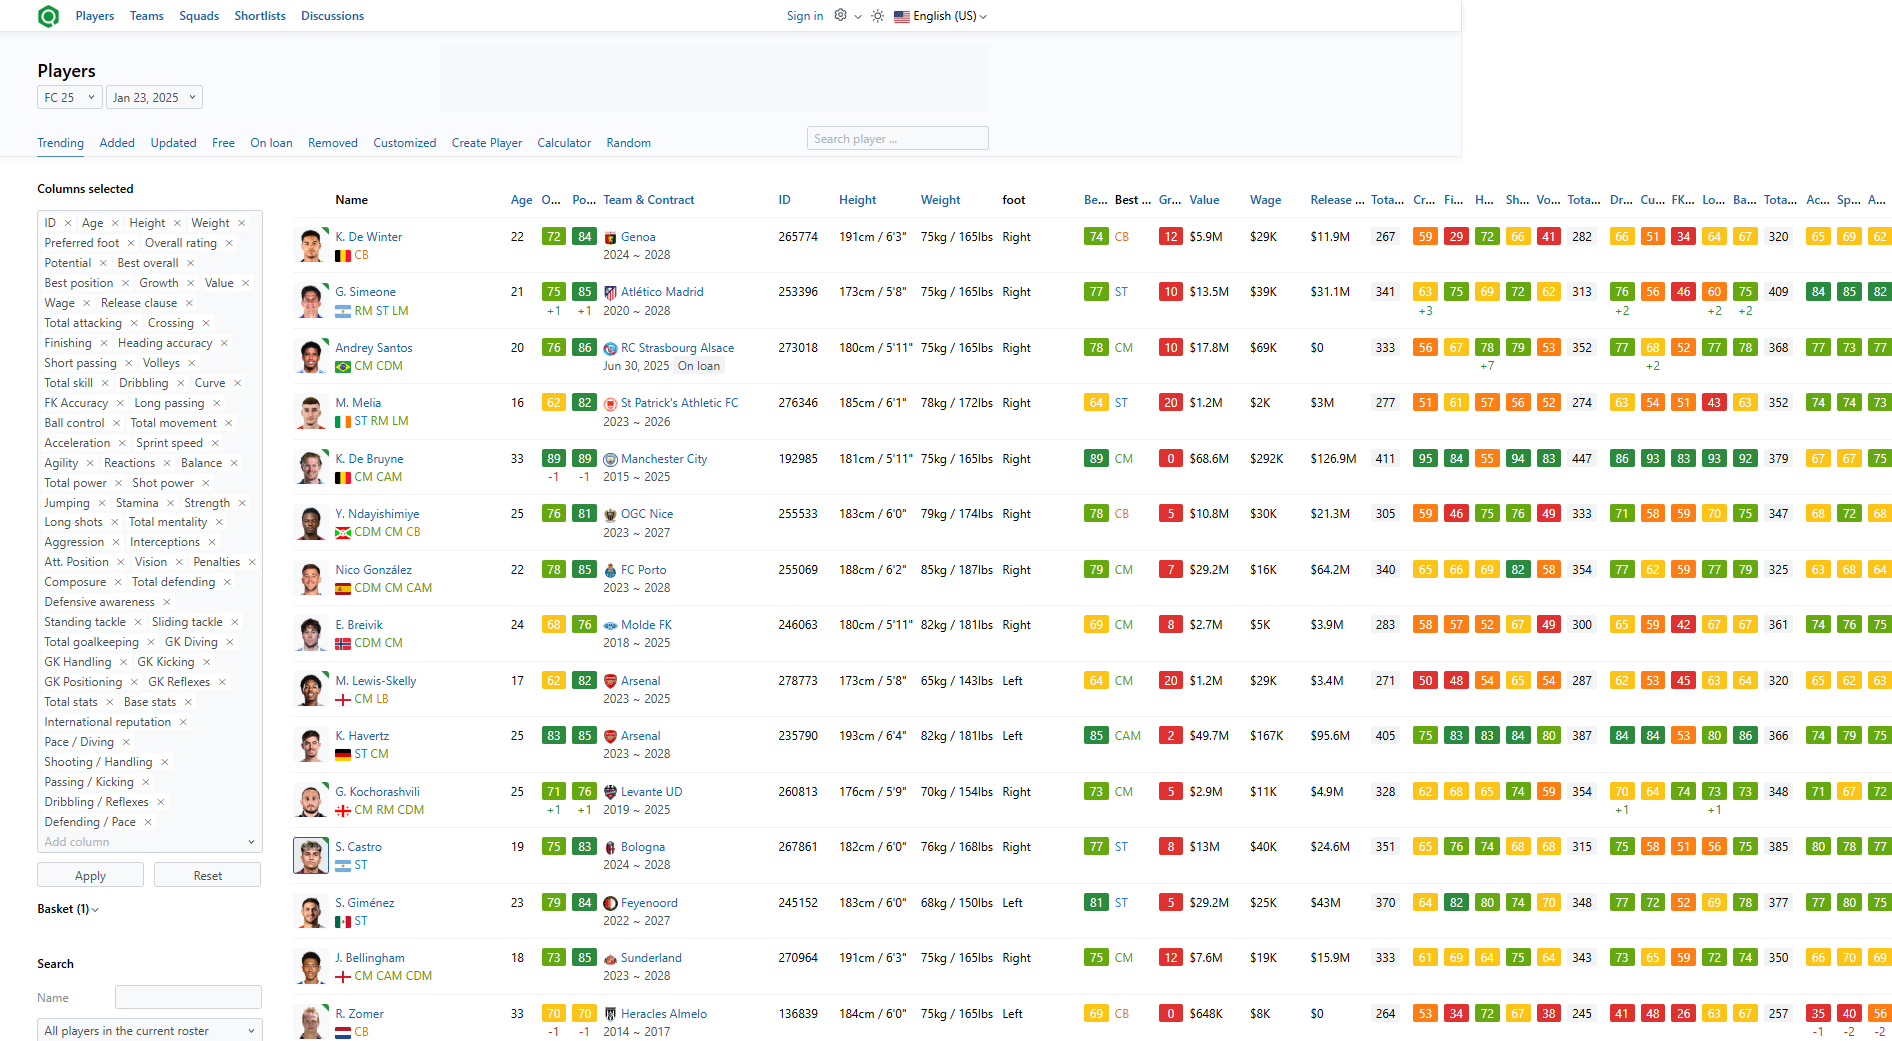 Players Teams Squads Shortlists Discussions Sign in English (US)
Players
FC 25 Jan 23, 2025
Trending Added Updated Free On loan Removed Customized Create Player Calculator Random Search player ...
Columns selected
ID × Age × Height × Weight ×
Preferred foot × Overall rating ×
Potential × Best overall ×
Best position × Growth × Value ×
Wage × Release clause ×
Total attacking × Crossing ×
Finishing × Heading accuracy ×
Short passing × Volleys ×
Total skill × Dribbling × Curve ×
FK Accuracy × Long passing ×
Ball control × Total movement ×
Acceleration × Sprint speed ×
Agility × Reactions × Balance ×
Total power × Shot power ×
Jumping × Stamina × Strength ×
Long shots × Total mentality ×
Aggression × Interceptions ×
Att. Position × Vision × Penalties ×
Composure × Total defending ×
Defensive awareness ×
Standing tackle × Sliding tackle ×
Total goalkeeping × GK Diving ×
GK Handling × GK Kicking ×
GK Positioning × GK Reflexes ×
Total stats × Base stats ×
International reputation ×
Pace / Diving ×
Shooting / Handling ×
Passing / Kicking ×
Dribbling / Reflexes ×
Defending / Pace ×
Add column
Apply Reset
Basket (1)
Search
Name
All players in the current roster
Name Age O... Po... Team & Contract ID Height Weight foot Be... Best ... Gr... Value Wage Release ... Tota... Cr... Fi... H... Sh... Vo... Tota... Dr... Cu... FK... Lo... Ba... Tota... Ac... Sp... A...
K. De Winter 22 72 84 Genoa 265774 191cm / 6'3" 75kg / 165lbs Right 74 CB 12 $5.9M $29K $11.9M 267 59 29 72 66 41 282 66 51 34 64 67 320 65 69 62
CB 2024 ~ 2028
G. Simeone 21 75 85 Atlético Madrid 253396 173cm / 5'8" 75kg / 165lbs Right 77 ST 10 $13.5M $39K $31.1M 341 63 75 69 72 62 313 76 56 46 60 75 409 84 85 82
RM ST LM +1 +1 2020 ~ 2028 +3 +2 +2 +2
Andrey Santos 20 76 86 RC Strasbourg Alsace 273018 180cm / 5'11" 75kg / 165lbs Right 78 CM 10 $17.8M $69K $0 333 56 67 78 79 53 352 77 68 52 77 78 368 77 73 77
CM CDM Jun 30, 2025 On loan +7 +2
M. Melia 16 62 82 St Patrick's Athletic FC 276346 185cm / 6'1" 78kg / 172lbs Right 64 ST 20 $1.2M $2K $3M 277 51 61 57 56 52 274 63 54 51 43 63 352 74 74 73
ST RM LM 2023 ~ 2026
K. De Bruyne 33 89 89 Manchester City 192985 181cm / 5'11" 75kg / 165lbs Right 89 CM 0 $68.6M $292K $126.9M 411 95 84 55 94 83 447 86 93 83 93 92 379 67 67 75
CM CAM -1 -1 2015 ~ 2025
Y. Ndayishimiye 25 76 81 OGC Nice 255533 183cm / 6'0" 79kg / 174lbs Right 78 CB 5 $10.8M $30K $21.3M 305 59 46 75 76 49 333 71 58 59 70 75 347 68 72 68
CDM CM CB 2023 ~ 2027
Nico González 22 78 85 FC Porto 255069 188cm / 6'2" 85kg / 187lbs Right 79 CM 7 $29.2M $16K $64.2M 340 65 66 69 82 58 354 77 62 59 77 79 325 63 68 64
CDM CM CAM 2023 ~ 2028
E. Breivik 24 68 76 Molde FK 246063 180cm / 5'11" 82kg / 181lbs Right 69 CM 8 $2.7M $5K $3.9M 283 58 57 52 67 49 300 65 59 42 67 67 361 74 76 75
CDM CM 2018 ~ 2025
M. Lewis-Skelly 17 62 82 Arsenal 278773 173cm / 5'8" 65kg / 143lbs Left 64 CM 20 $1.2M $29K $3.4M 271 50 48 54 65 54 287 62 53 45 63 64 320 65 62 63
CM LB 2023 ~ 2025
K. Havertz 25 83 85 Arsenal 235790 193cm / 6'4" 82kg / 181lbs Left 85 CAM 2 $49.7M $167K $95.6M 405 75 83 83 84 80 387 84 84 53 80 86 366 74 79 75
ST CM 2023 ~ 2028
G. Kochorashvili 25 71 76 Levante UD 260813 176cm / 5'9" 70kg / 154lbs Right 73 CM 5 $2.9M $11K $4.9M 328 62 68 65 74 59 354 70 64 74 73 73 348 71 67 72
CM RM CDM +1 +1 2019 ~ 2025 +1 +1
S. Castro 19 75 83 Bologna 267861 182cm / 6'0" 76kg / 168lbs Right 77 ST 8 $13M $40K $24.6M 351 65 76 74 68 68 315 75 58 51 56 75 385 80 78 77
ST 2024 ~ 2028
S. Giménez 23 79 84 Feyenoord 245152 183cm / 6'0" 68kg / 150lbs Left 81 ST 5 $29.2M $25K $43M 370 64 82 80 74 70 348 77 72 52 69 78 377 77 80 75
ST 2022 ~ 2027
J. Bellingham 18 73 85 Sunderland 270964 191cm / 6'3" 75kg / 165lbs Right 75 CM 12 $7.6M $19K $15.9M 333 61 69 64 75 64 343 73 65 59 72 74 350 66 70 69
CM CAM CDM 2023 ~ 2028
R. Zomer 33 70 70 Heracles Almelo 136839 184cm / 6'0" 75kg / 165lbs Left 69 CB 0 $648K $8K $0 264 53 34 72 67 38 245 41 48 26 63 67 257 35 40 56
CB -1 -1 2014 ~ 2017 -1 -2 -2